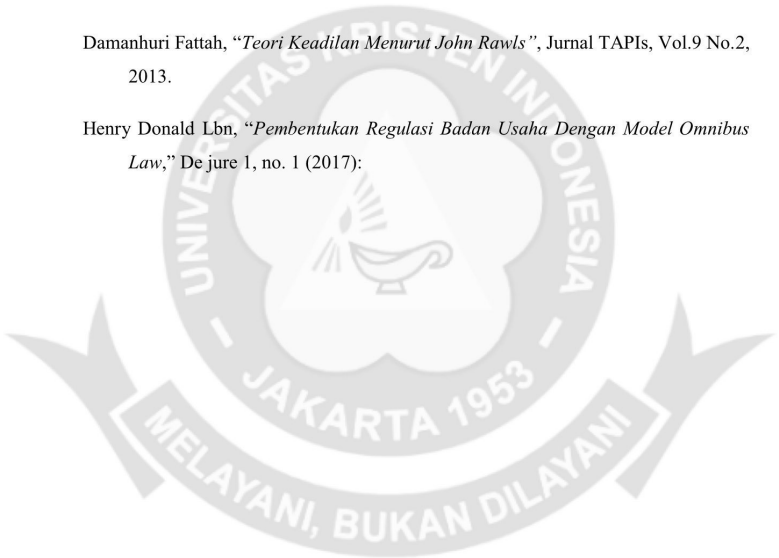 Damanhuri Fattah, “Teori Keadilan Menurut John Rawls”, Jurnal TAPIs, Vol.9 No.2,
2013.
Henry Donald Lbn, “Pembentukan Regulasi Badan Usaha Dengan Model Omnibus
Law,” De jure 1, no. 1 (2017):
UNIVERSITAS KRISTEN INDONESIA
– JAKARTA 1953 –
MELAYANI, BUKAN DILAYANI